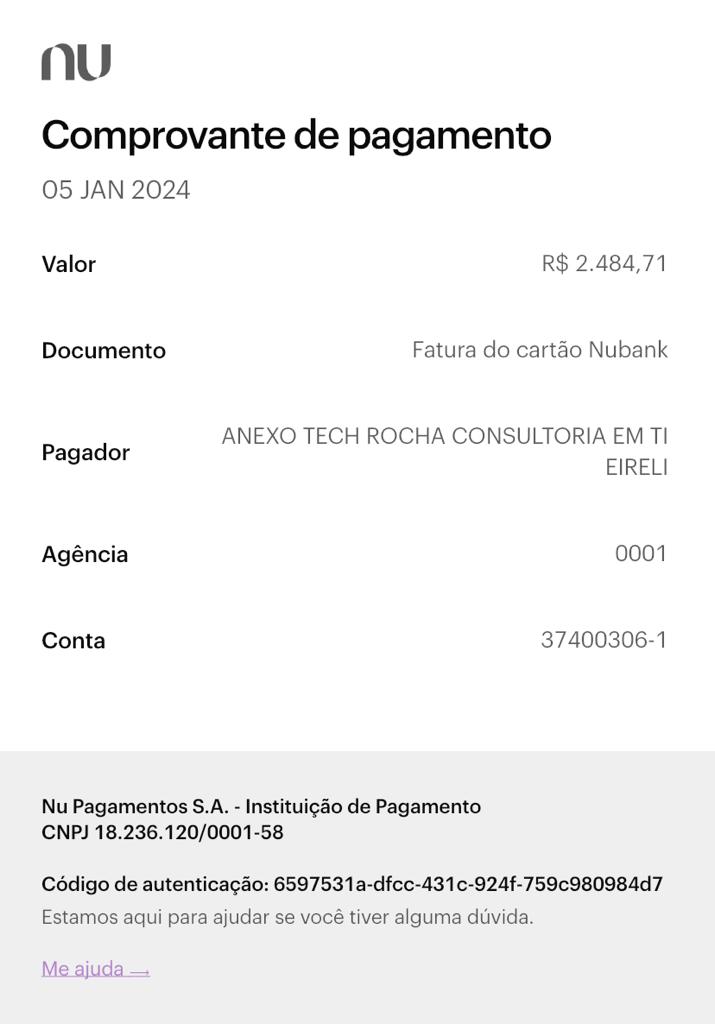 nu
Comprovante de pagamento
05 JAN 2024
Valor R$ 2.484,71
Documento Fatura do cartão Nubank
Pagador ANEXO TECH ROCHA CONSULTORIA EM TI
EIRELI
Agência 0001
Conta 37400306-1
Nu Pagamentos S.A. - Instituição de Pagamento
CNPJ 18.236.120/0001-58
Código de autenticação: 6597531a-dfcc-431c-924f-759c980984d7
Estamos aqui para ajudar se você tiver alguma dúvida.
Me ajuda →